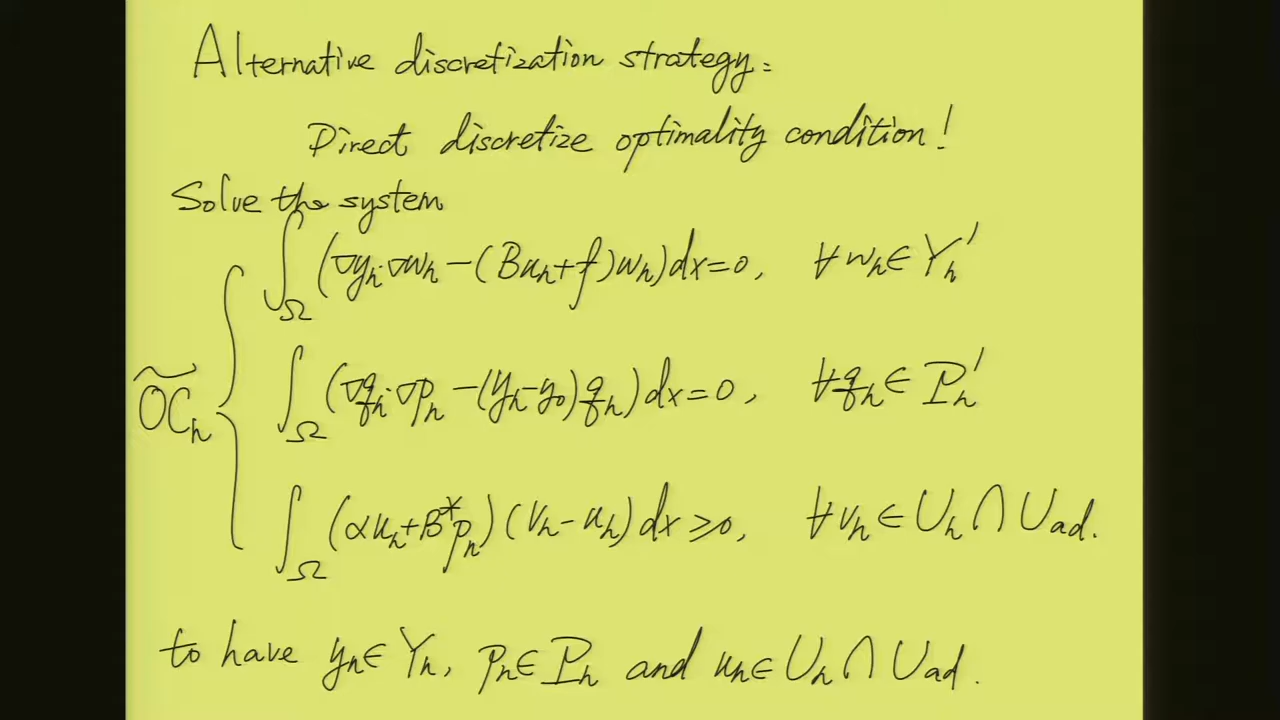 Alternative discretization strategy:
Direct discretize optimality condition!
Solve the system
∫_Ω (∇y_h·∇w_h − (Bu_h + f)w_h)dx = 0, ∀ w_h ∈ Y_h'
OC̃_h { ∫_Ω (∇q_h·∇p_h − (y_h − y_0)q_h)dx = 0, ∀ q_h ∈ P_h'
∫_Ω (αu_h + B*p_h)(v_h − u_h)dx ≥ 0, ∀ v_h ∈ U_h ∩ U_ad.
to have y_h ∈ Y_h, p_h ∈ P_h and u_h ∈ U_h ∩ U_ad.